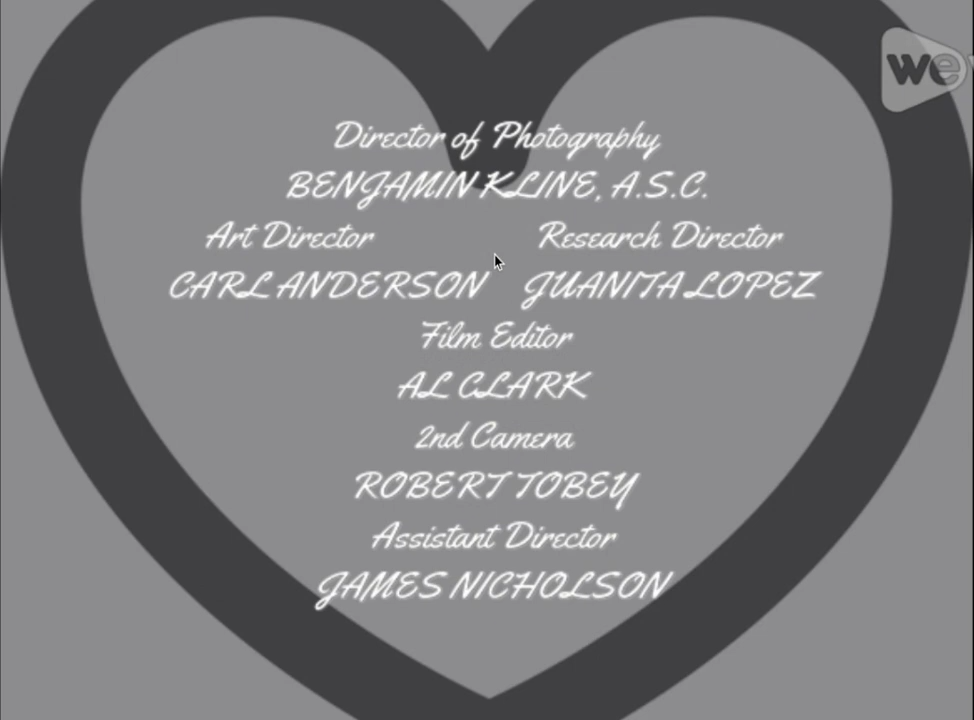 we
Director of Photography
BENJAMIN KLINE, A.S.C.
Art Director Research Director
CARL ANDERSON JUANITA LOPEZ
Film Editor
AL CLARK
2nd Camera
ROBERT TOBEY
Assistant Director
JAMES NICHOLSON